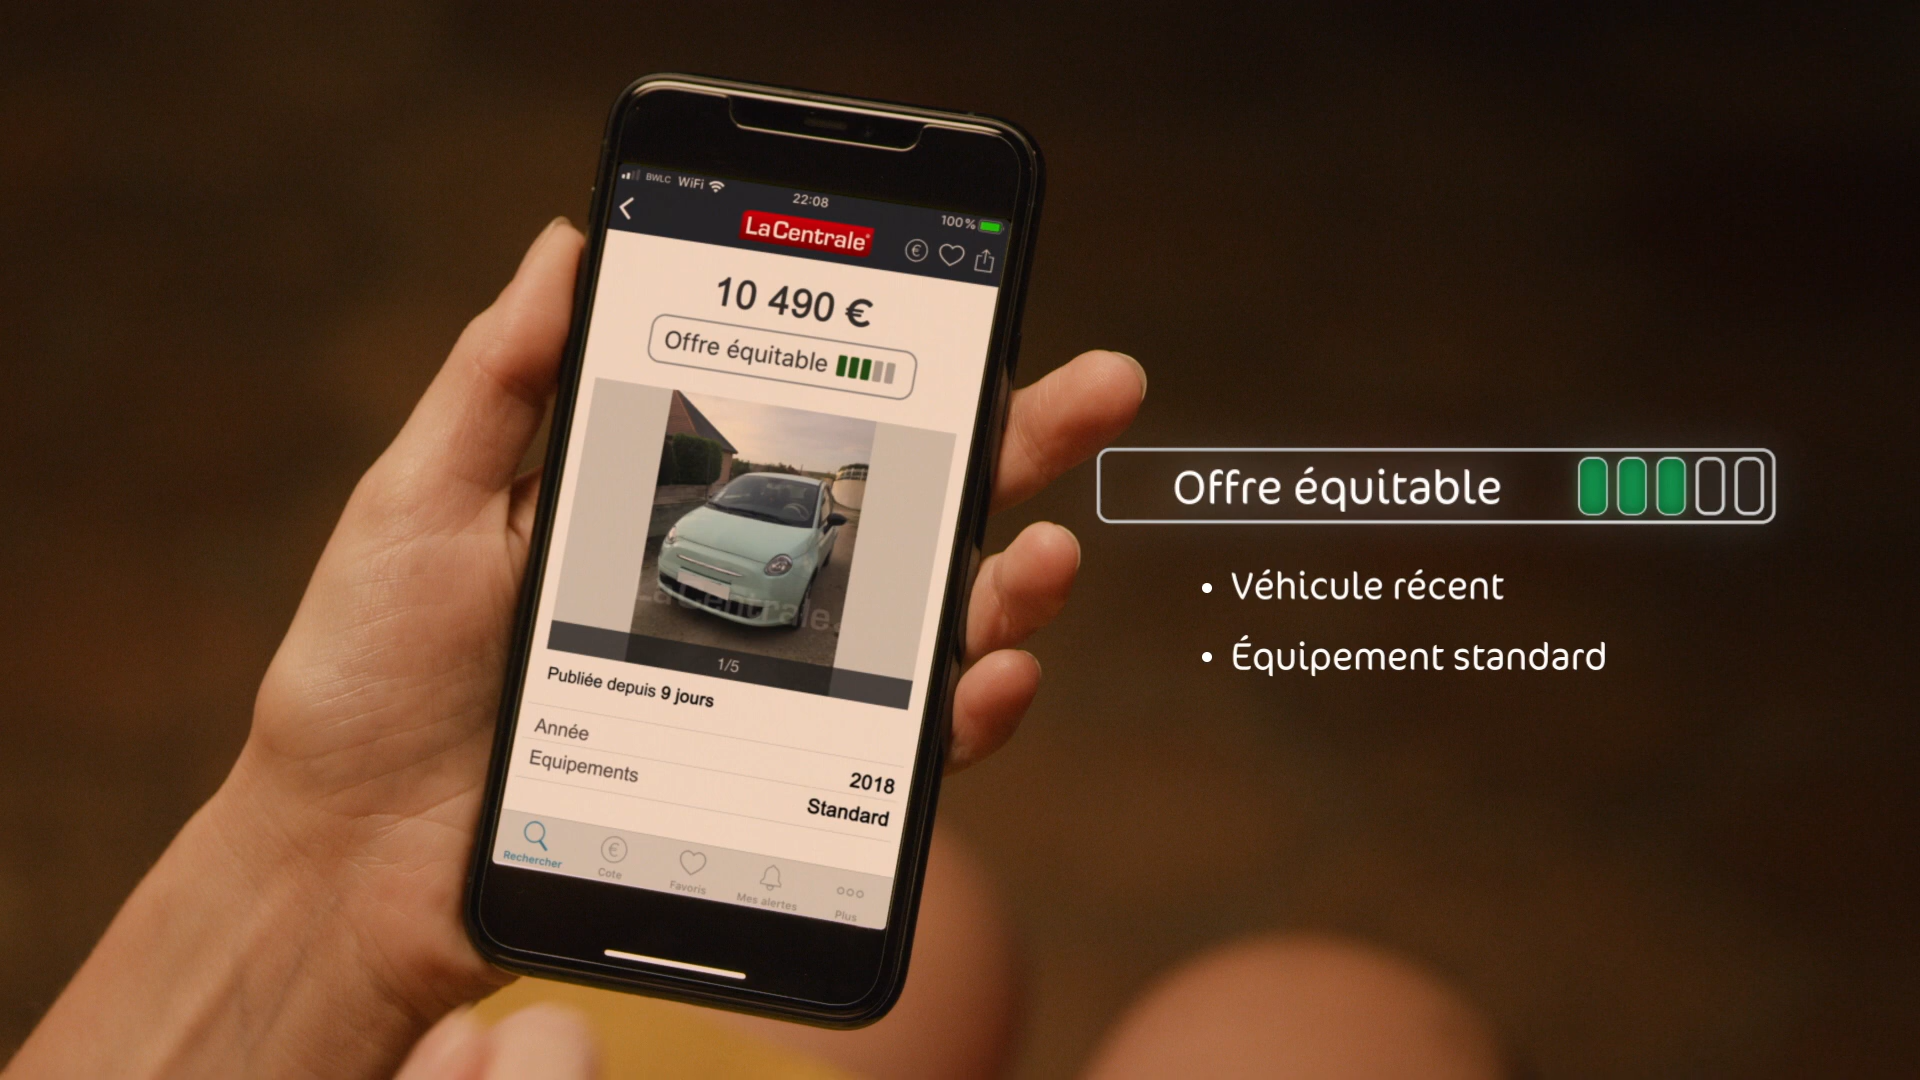 BWLC WiFi
22:08
100%
LaCentrale
10 490 €
Offre équitable
LaCentrale
1/5
Publiée depuis 9 jours
Année
2018
Equipements
Standard
Rechercher
Cote
Favoris
Mes alertes
Plus
Offre équitable
• Véhicule récent
• Équipement standard